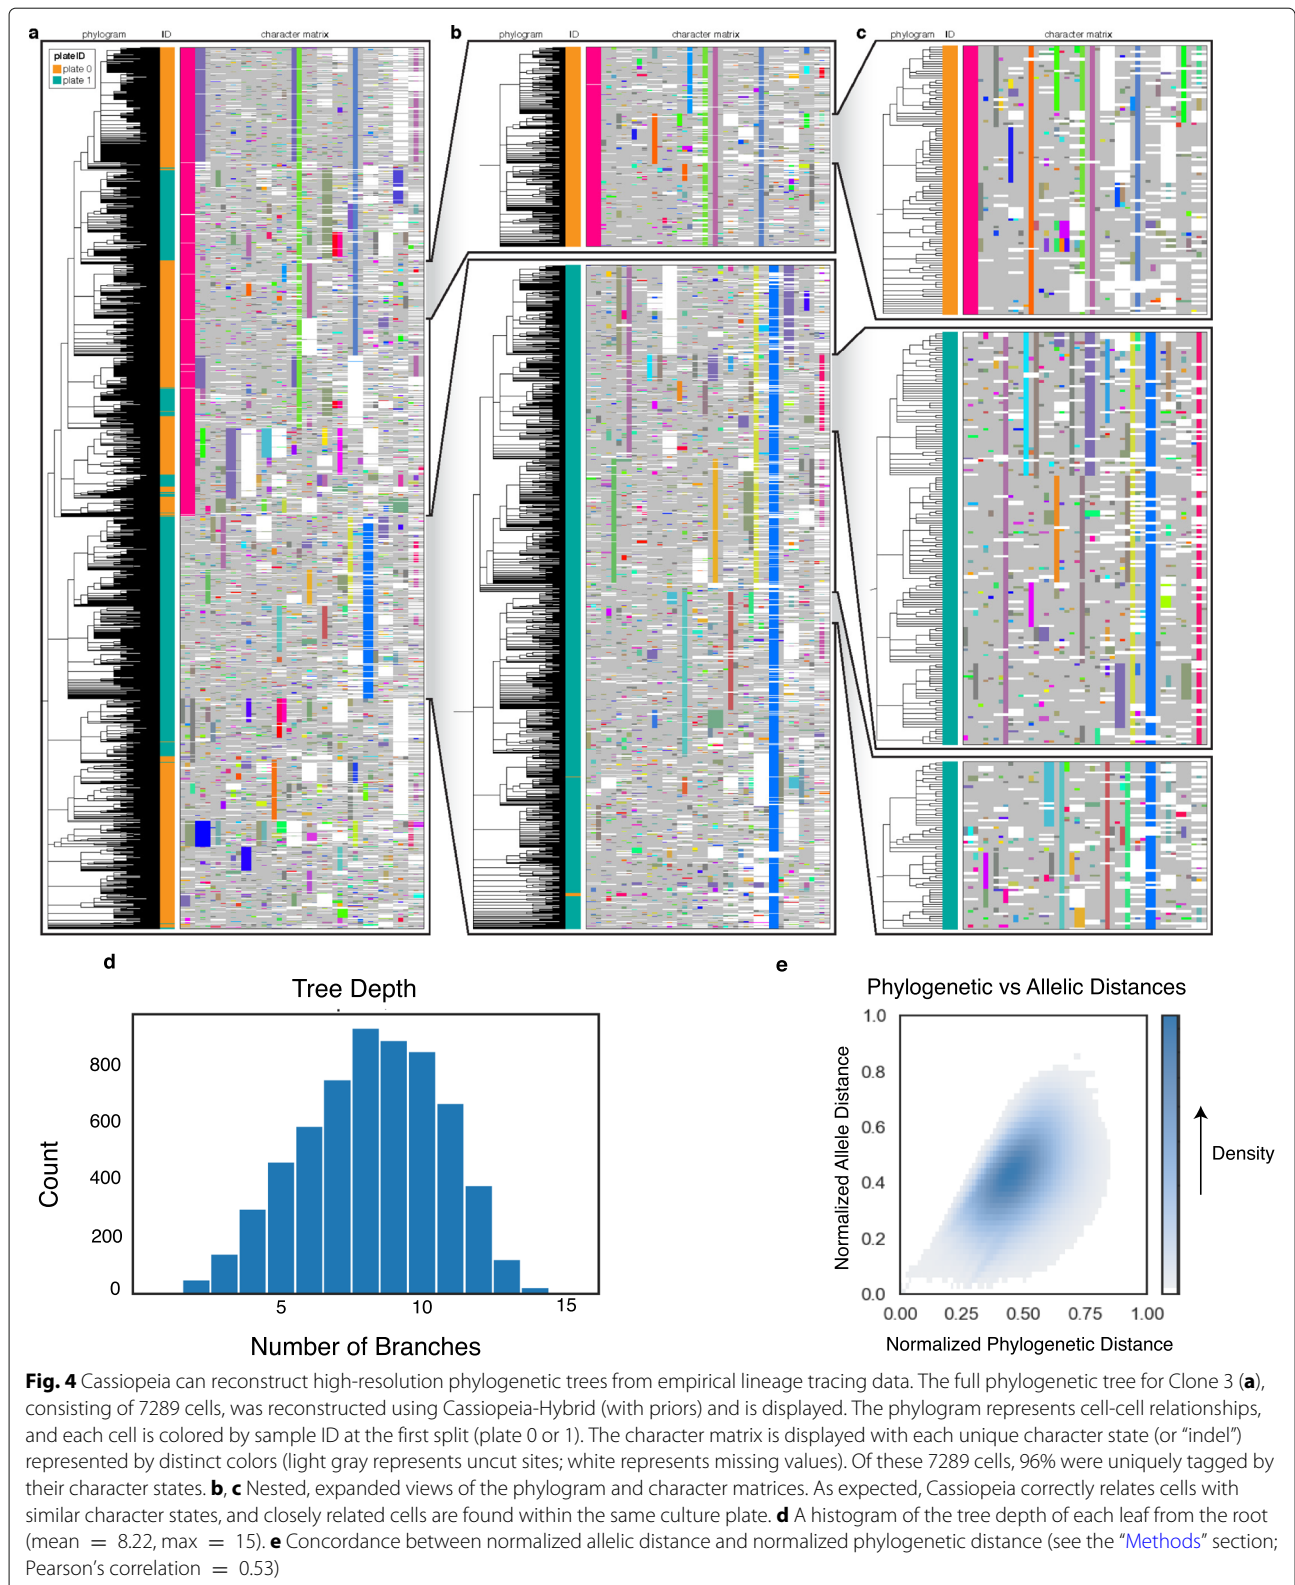 a
phylogram ID character matrix
plateID
plate 0
plate 1
b
phylogram ID character matrix
c
phylogram ID character matrix
d
Tree Depth
Count
800
600
400
200
0
5 10 15
Number of Branches
e
Phylogenetic vs Allelic Distances
Normalized Allele Distance
1.0
0.8
0.6
0.4
0.2
0.0
0.00 0.25 0.50 0.75 1.00
Normalized Phylogenetic Distance
Density
Fig. 4 Cassiopeia can reconstruct high-resolution phylogenetic trees from empirical lineage tracing data. The full phylogenetic tree for Clone 3 (a),
consisting of 7289 cells, was reconstructed using Cassiopeia-Hybrid (with priors) and is displayed. The phylogram represents cell-cell relationships,
and each cell is colored by sample ID at the first split (plate 0 or 1). The character matrix is displayed with each unique character state (or “indel”)
represented by distinct colors (light gray represents uncut sites; white represents missing values). Of these 7289 cells, 96% were uniquely tagged by
their character states. b, c Nested, expanded views of the phylogram and character matrices. As expected, Cassiopeia correctly relates cells with
similar character states, and closely related cells are found within the same culture plate. d A histogram of the tree depth of each leaf from the root
(mean = 8.22, max = 15). e Concordance between normalized allelic distance and normalized phylogenetic distance (see the “Methods” section;
Pearson’s correlation = 0.53)